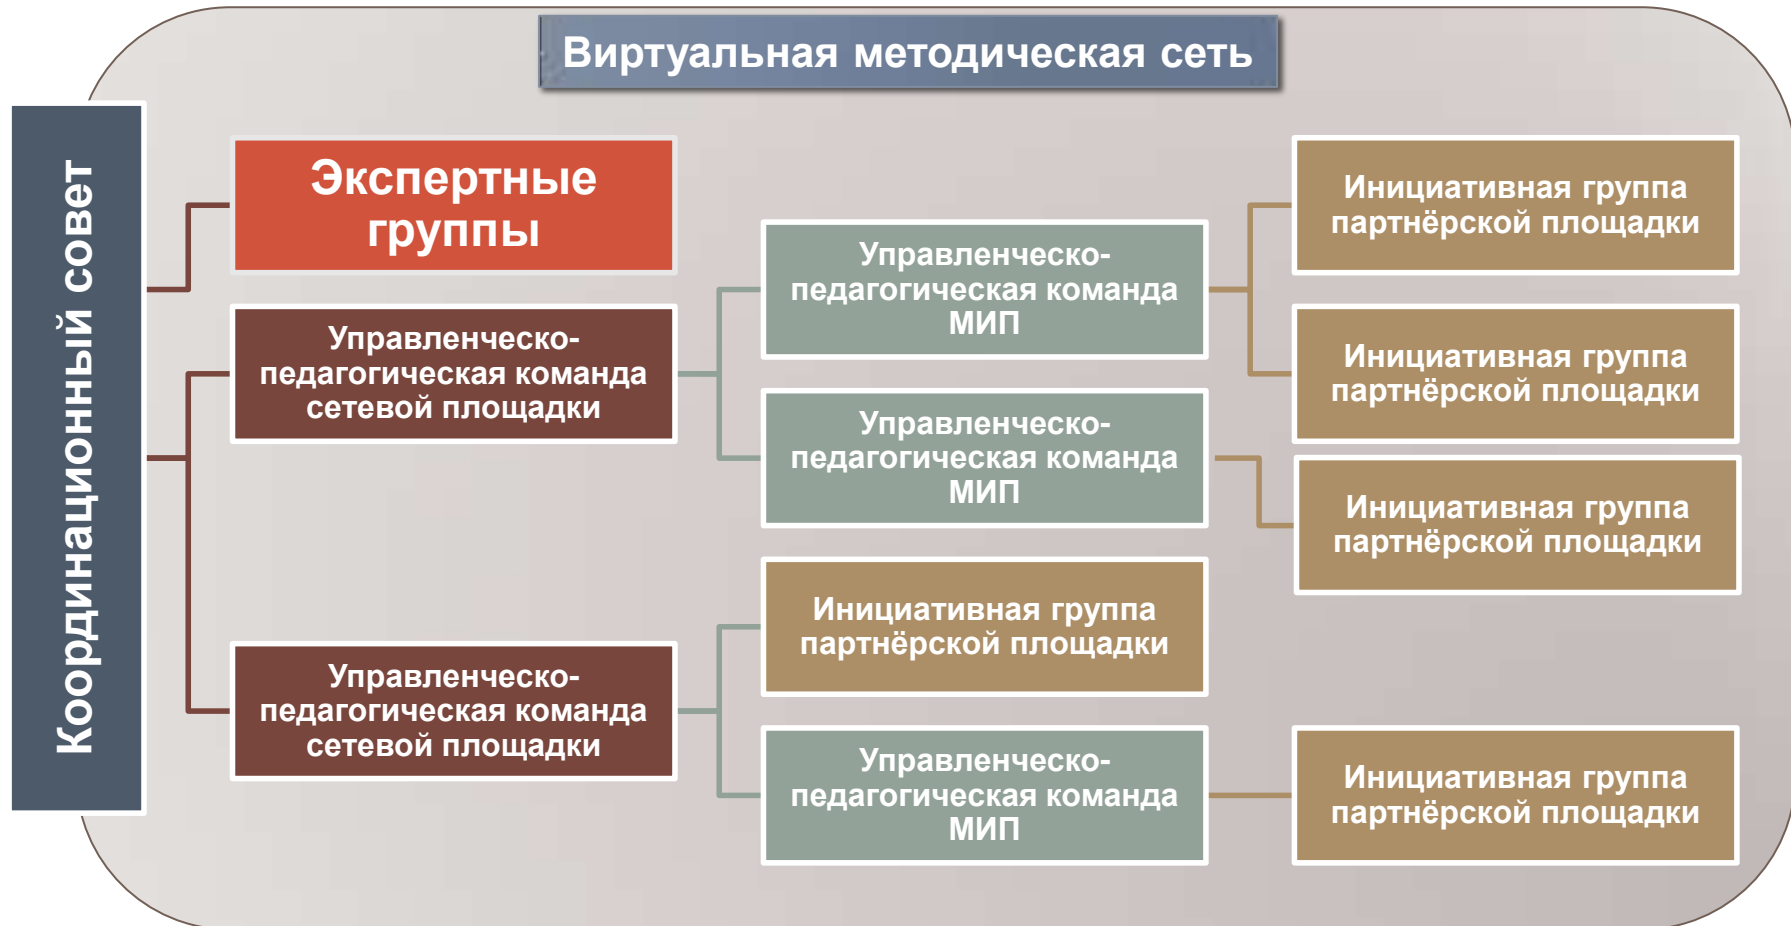 Виртуальная методическая сеть
Координационный совет
Экспертные
группы
Управленческо-
педагогическая команда
сетевой площадки
Управленческо-
педагогическая команда
сетевой площадки
Управленческо-
педагогическая команда
МИП
Управленческо-
педагогическая команда
МИП
Инициативная группа
партнёрской площадки
Управленческо-
педагогическая команда
МИП
Инициативная группа
партнёрской площадки
Инициативная группа
партнёрской площадки
Инициативная группа
партнёрской площадки
Инициативная группа
партнёрской площадки